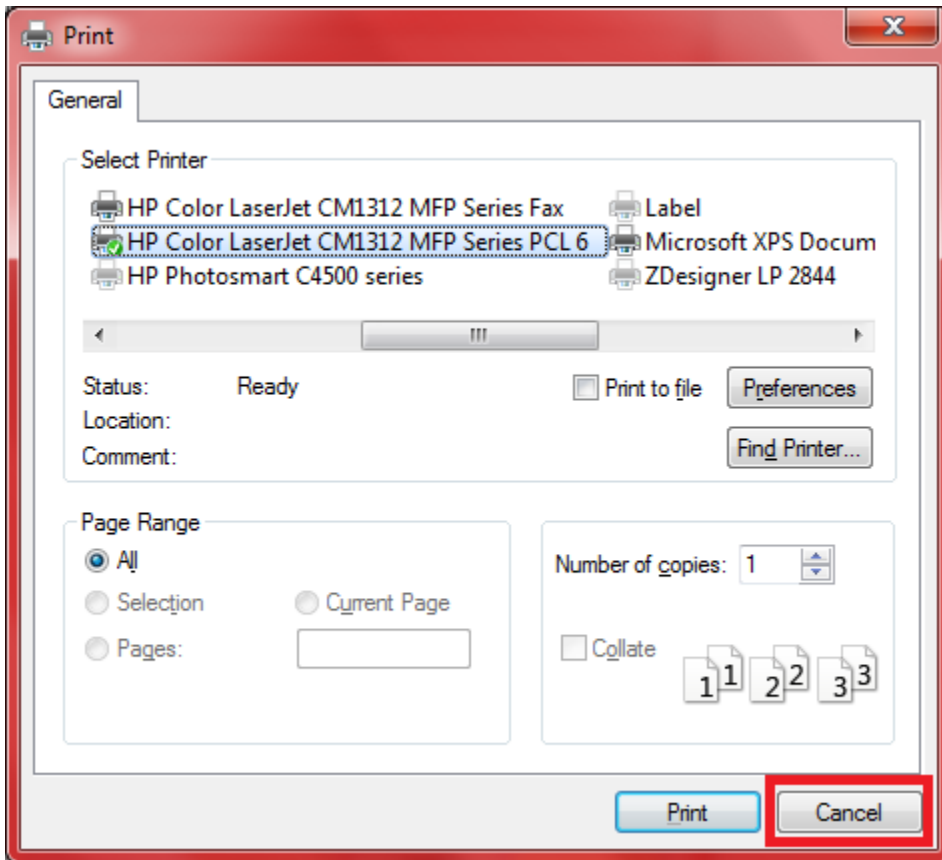 Print
General
Select Printer
HP Color LaserJet CM1312 MFP Series Fax
Label
HP Color LaserJet CM1312 MFP Series PCL 6
Microsoft XPS Docum
HP Photosmart C4500 series
ZDesigner LP 2844
Status: Ready
Print to file
Preferences
Location:
Comment:
Find Printer...
Page Range
All
Selection
Current Page
Pages:
Number of copies: 1
Collate
1 1 2 2 3 3
Print
Cancel